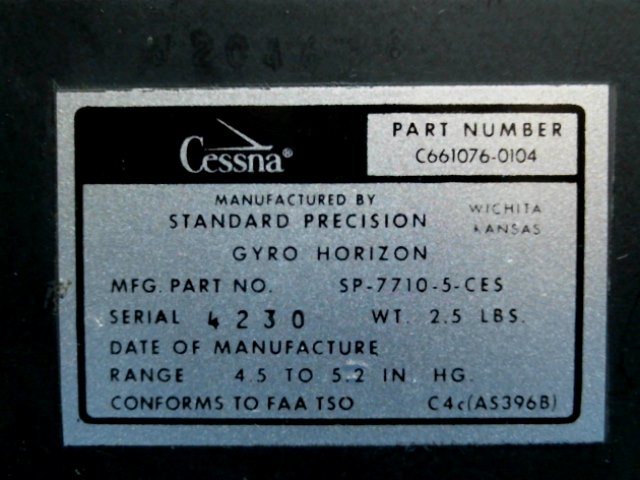 Cessna®
PART NUMBER
C661076-0104
MANUFACTURED BY
STANDARD PRECISION
WICHITA
KANSAS
GYRO HORIZON
MFG. PART NO. SP-7710-5-CES
SERIAL 4230 WT. 2.5 LBS.
DATE OF MANUFACTURE
RANGE 4.5 TO 5.2 IN HG.
CONFORMS TO FAA TSO C4c(AS396B)